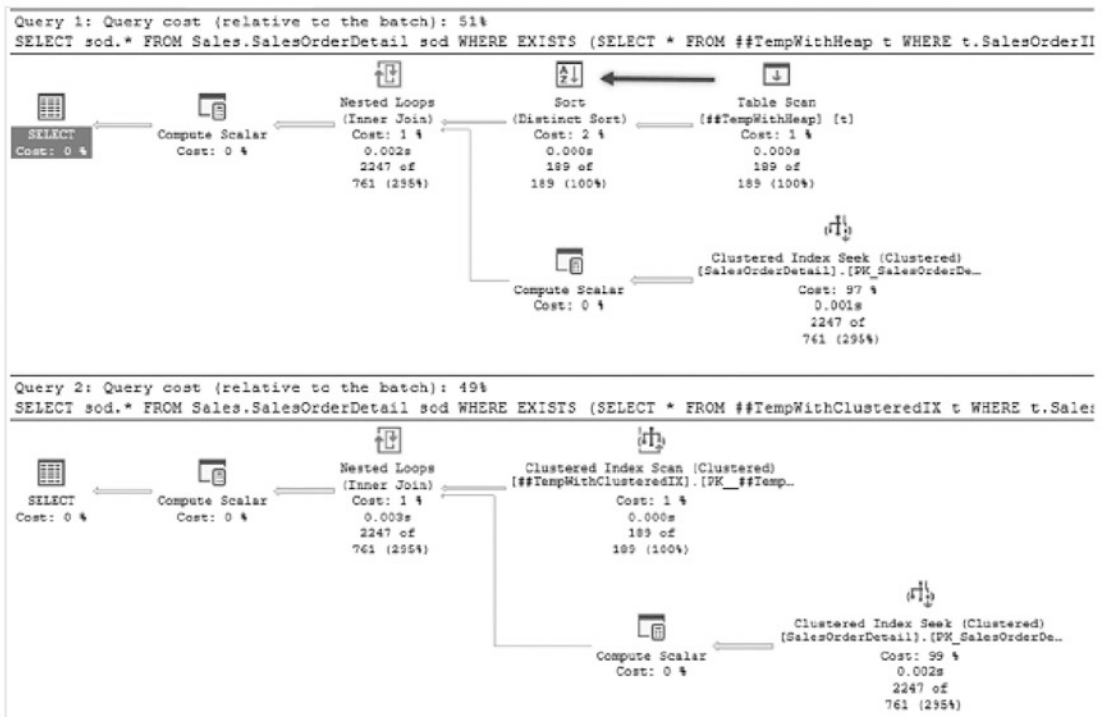 Query 1: Query cost (relative to the batch): 51%
SELECT sod.* FROM Sales.SalesOrderDetail sod WHERE EXISTS (SELECT * FROM ##TempWithHeap t WHERE t.SalesOrderI
SELECT
Cost: 0 %
Compute Scalar
Cost: 0 %
Nested Loops
(Inner Join)
Cost: 1 %
0.002s
2247 of
761 (295%)
Sort
(Distinct Sort)
Cost: 2 %
0.000s
189 of
189 (100%)
Table Scan
[##TempWithHeap] [t]
Cost: 1 %
0.000s
189 of
189 (100%)
Compute Scalar
Cost: 0 %
Clustered Index Seek (Clustered)
[SalesOrderDetail].[PK_SalesOrderDe…
Cost: 97 %
0.001s
2247 of
761 (295%)
Query 2: Query cost (relative to the batch): 49%
SELECT sod.* FROM Sales.SalesOrderDetail sod WHERE EXISTS (SELECT * FROM ##TempWithClusteredIX t WHERE t.Sales
SELECT
Cost: 0 %
Compute Scalar
Cost: 0 %
Nested Loops
(Inner Join)
Cost: 1 %
0.003s
2247 of
761 (295%)
Clustered Index Scan (Clustered)
[##TempWithClusteredIX].[PK__##Temp…
Cost: 1 %
0.000s
189 of
189 (100%)
Compute Scalar
Cost: 0 %
Clustered Index Seek (Clustered)
[SalesOrderDetail].[PK_SalesOrderDe…
Cost: 99 %
0.002s
2247 of
761 (295%)